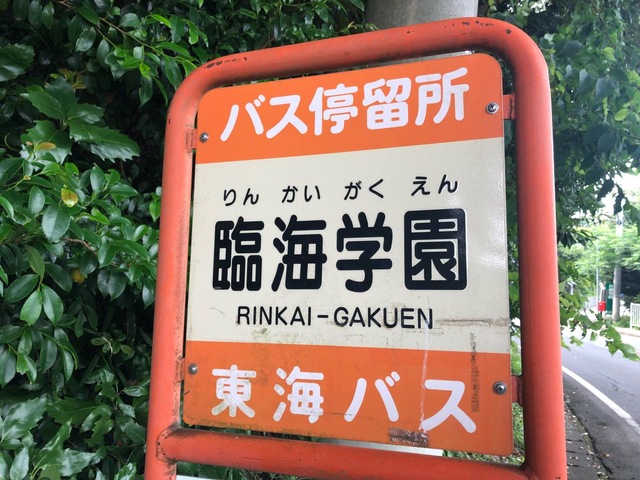 バス停留所
りん かい がく えん
臨海学園
RINKAI-GAKUEN
東海バス